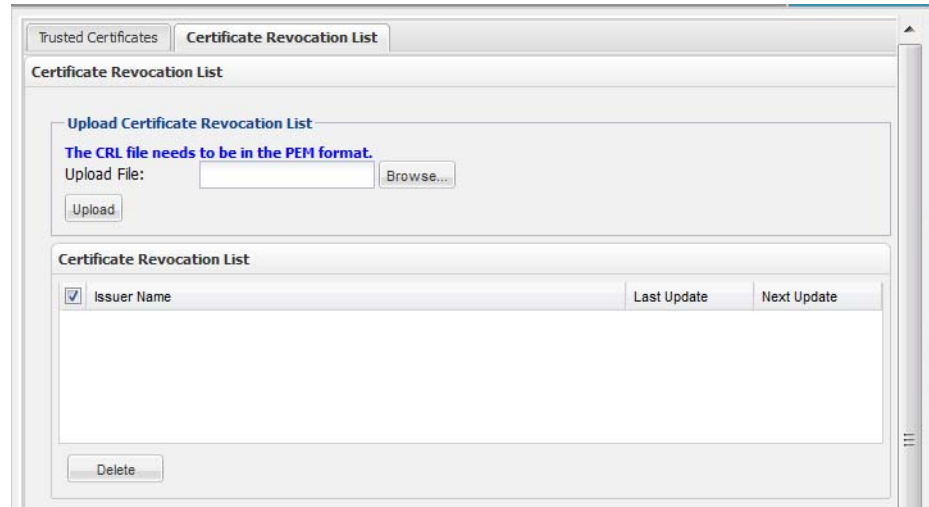 Trusted Certificates Certificate Revocation List
Certificate Revocation List
Upload Certificate Revocation List
The CRL file needs to be in the PEM format.
Upload File: Browse...
Upload
Certificate Revocation List
Issuer Name Last Update Next Update
Delete